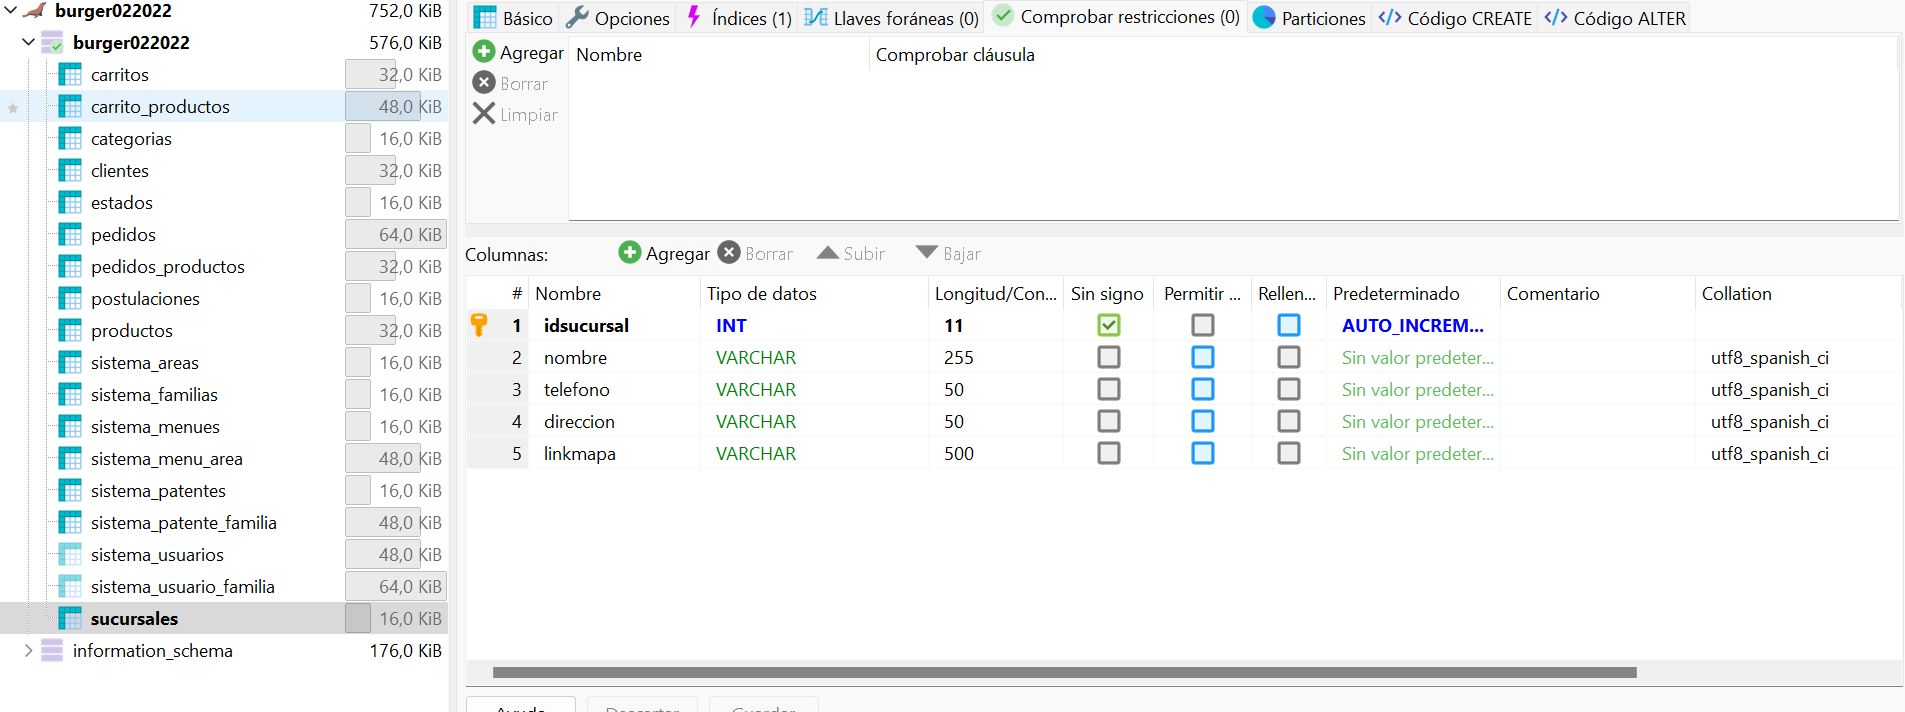 burger022022 752,0 KiB
burger022022 576,0 KiB
carritos 32,0 KiB
carrito_productos 48,0 KiB
categorias 16,0 KiB
clientes 32,0 KiB
estados 16,0 KiB
pedidos 64,0 KiB
pedidos_productos 32,0 KiB
postulaciones 16,0 KiB
productos 32,0 KiB
sistema_areas 16,0 KiB
sistema_familias 16,0 KiB
sistema_menues 16,0 KiB
sistema_menu_area 48,0 KiB
sistema_patentes 16,0 KiB
sistema_patente_familia 48,0 KiB
sistema_usuarios 48,0 KiB
sistema_usuario_familia 64,0 KiB
sucursales 16,0 KiB
information_schema 176,0 KiB
Básico Opciones Índices (1) Llaves foráneas (0) Comprobar restricciones (0) Particiones Código CREATE Código ALTER
Agregar
Borrar
Limpiar
Nombre Comprobar cláusula
Columnas: Agregar Borrar Subir Bajar
# Nombre Tipo de datos Longitud/Con... Sin signo Permitir ... Rellen... Predeterminado Comentario Collation
1 idsucursal INT 11 AUTO_INCREM...
2 nombre VARCHAR 255 Sin valor predeter... utf8_spanish_ci
3 telefono VARCHAR 50 Sin valor predeter... utf8_spanish_ci
4 direccion VARCHAR 50 Sin valor predeter... utf8_spanish_ci
5 linkmapa VARCHAR 500 Sin valor predeter... utf8_spanish_ci
Ayuda Descartar Guardar